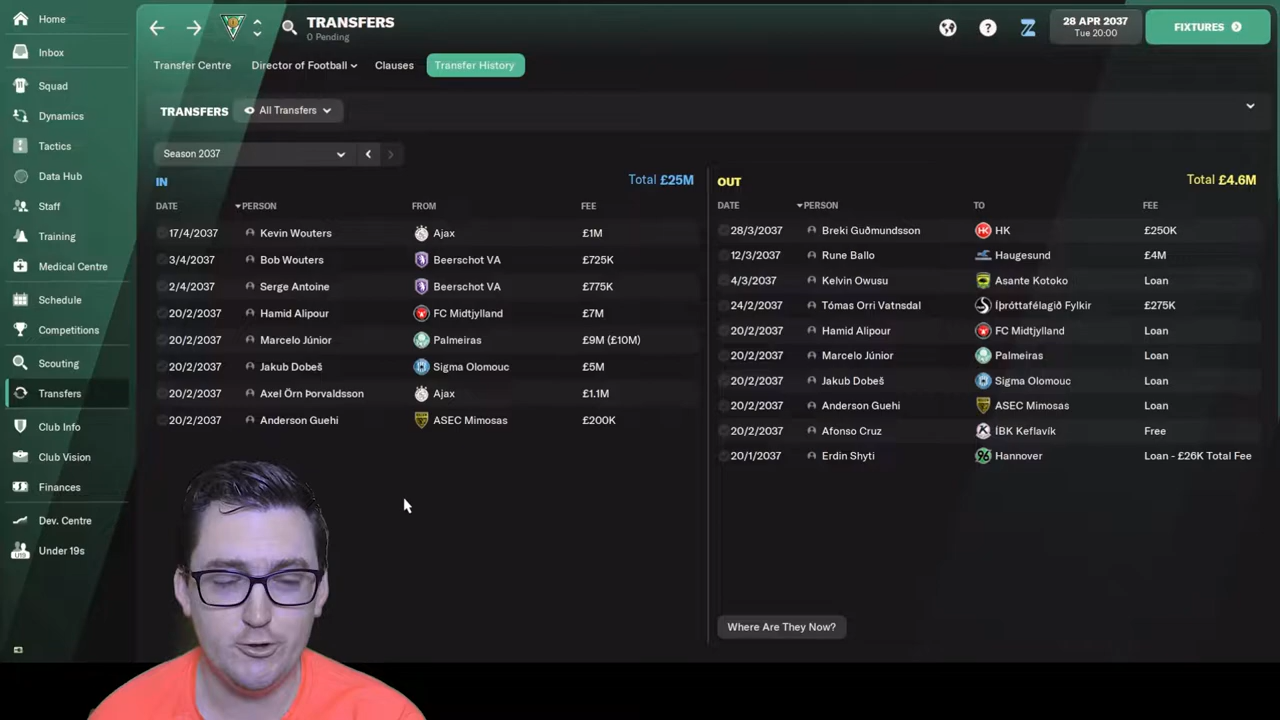 Home
Inbox
Squad
Dynamics
Tactics
Data Hub
Staff
Training
Medical Centre
Schedule
Competitions
Scouting
Transfers
Club Info
Club Vision
Finances
Dev. Centre
Under 19s
TRANSFERS
0 Pending
28 APR 2037
Tue 20:00
FIXTURES
Transfer Centre Director of Football Clauses Transfer History
TRANSFERS All Transfers
Season 2037
IN Total £25M
DATE PERSON FROM FEE
17/4/2037 Kevin Wouters Ajax £1M
3/4/2037 Bob Wouters Beerschot VA £725K
2/4/2037 Serge Antoine Beerschot VA £775K
20/2/2037 Hamid Alipour FC Midtjylland £7M
20/2/2037 Marcelo Júnior Palmeiras £9M (£10M)
20/2/2037 Jakub Dobeš Sigma Olomouc £5M
20/2/2037 Axel Örn Þorvaldsson Ajax £1.1M
20/2/2037 Anderson Guehi ASEC Mimosas £200K
OUT Total £4.6M
DATE PERSON TO FEE
28/3/2037 Breki Guðmundsson HK £250K
12/3/2037 Rune Ballo Haugesund £4M
4/3/2037 Kelvin Owusu Asante Kotoko Loan
24/2/2037 Tómas Orri Vatnsdal Íþróttafélagið Fylkir £275K
20/2/2037 Hamid Alipour FC Midtjylland Loan
20/2/2037 Marcelo Júnior Palmeiras Loan
20/2/2037 Jakub Dobeš Sigma Olomouc Loan
20/2/2037 Anderson Guehi ASEC Mimosas Loan
20/2/2037 Afonso Cruz ÍBK Keflavík Free
20/1/2037 Erdin Shyti Hannover Loan - £26K Total Fee
Where Are They Now?